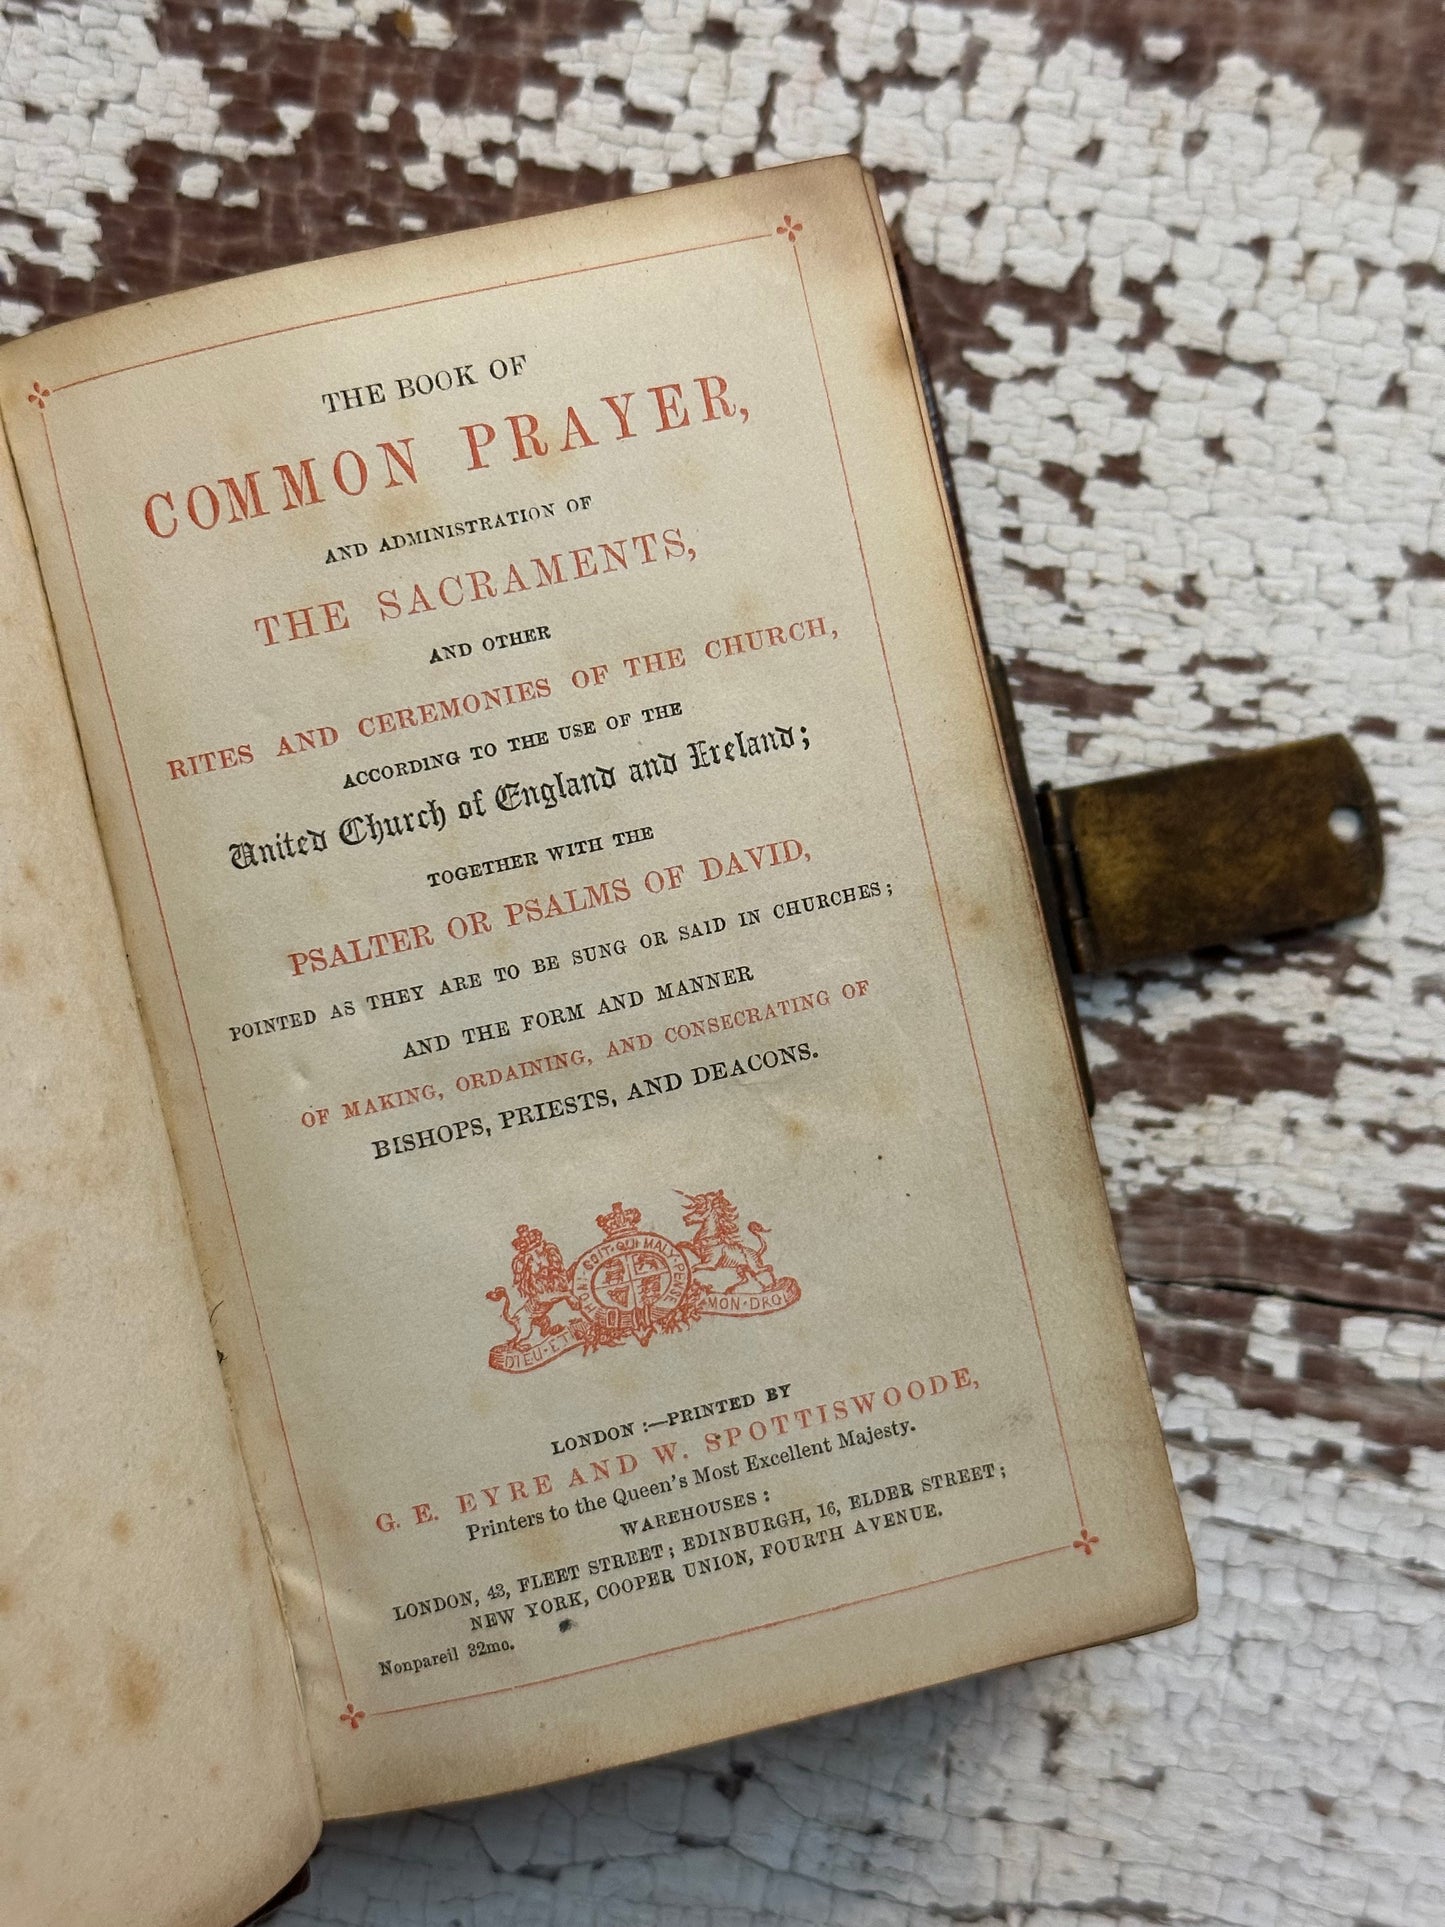 THE BOOK OF
COMMON PRAYER,
AND ADMINISTRATION OF
THE SACRAMENTS,
AND OTHER
RITES AND CEREMONIES OF THE CHURCH,
ACCORDING TO THE USE OF THE
United Church of England and Ireland;
TOGETHER WITH THE
PSALTER OR PSALMS OF DAVID,
POINTED AS THEY ARE TO BE SUNG OR SAID IN CHURCHES;
AND THE FORM AND MANNER
OF MAKING, ORDAINING, AND CONSECRATING OF
BISHOPS, PRIESTS, AND DEACONS.
HONI·SOIT·QUI·MAL·Y·PENSE
DIEU·ET MON·DROI
LONDON:—PRINTED BY
G. E. EYRE AND W. SPOTTISWOODE,
Printers to the Queen's Most Excellent Majesty.
WAREHOUSES:
LONDON, 43, FLEET STREET; EDINBURGH, 16, ELDER STREET;
NEW YORK, COOPER UNION, FOURTH AVENUE.
Nonpareil 32mo.